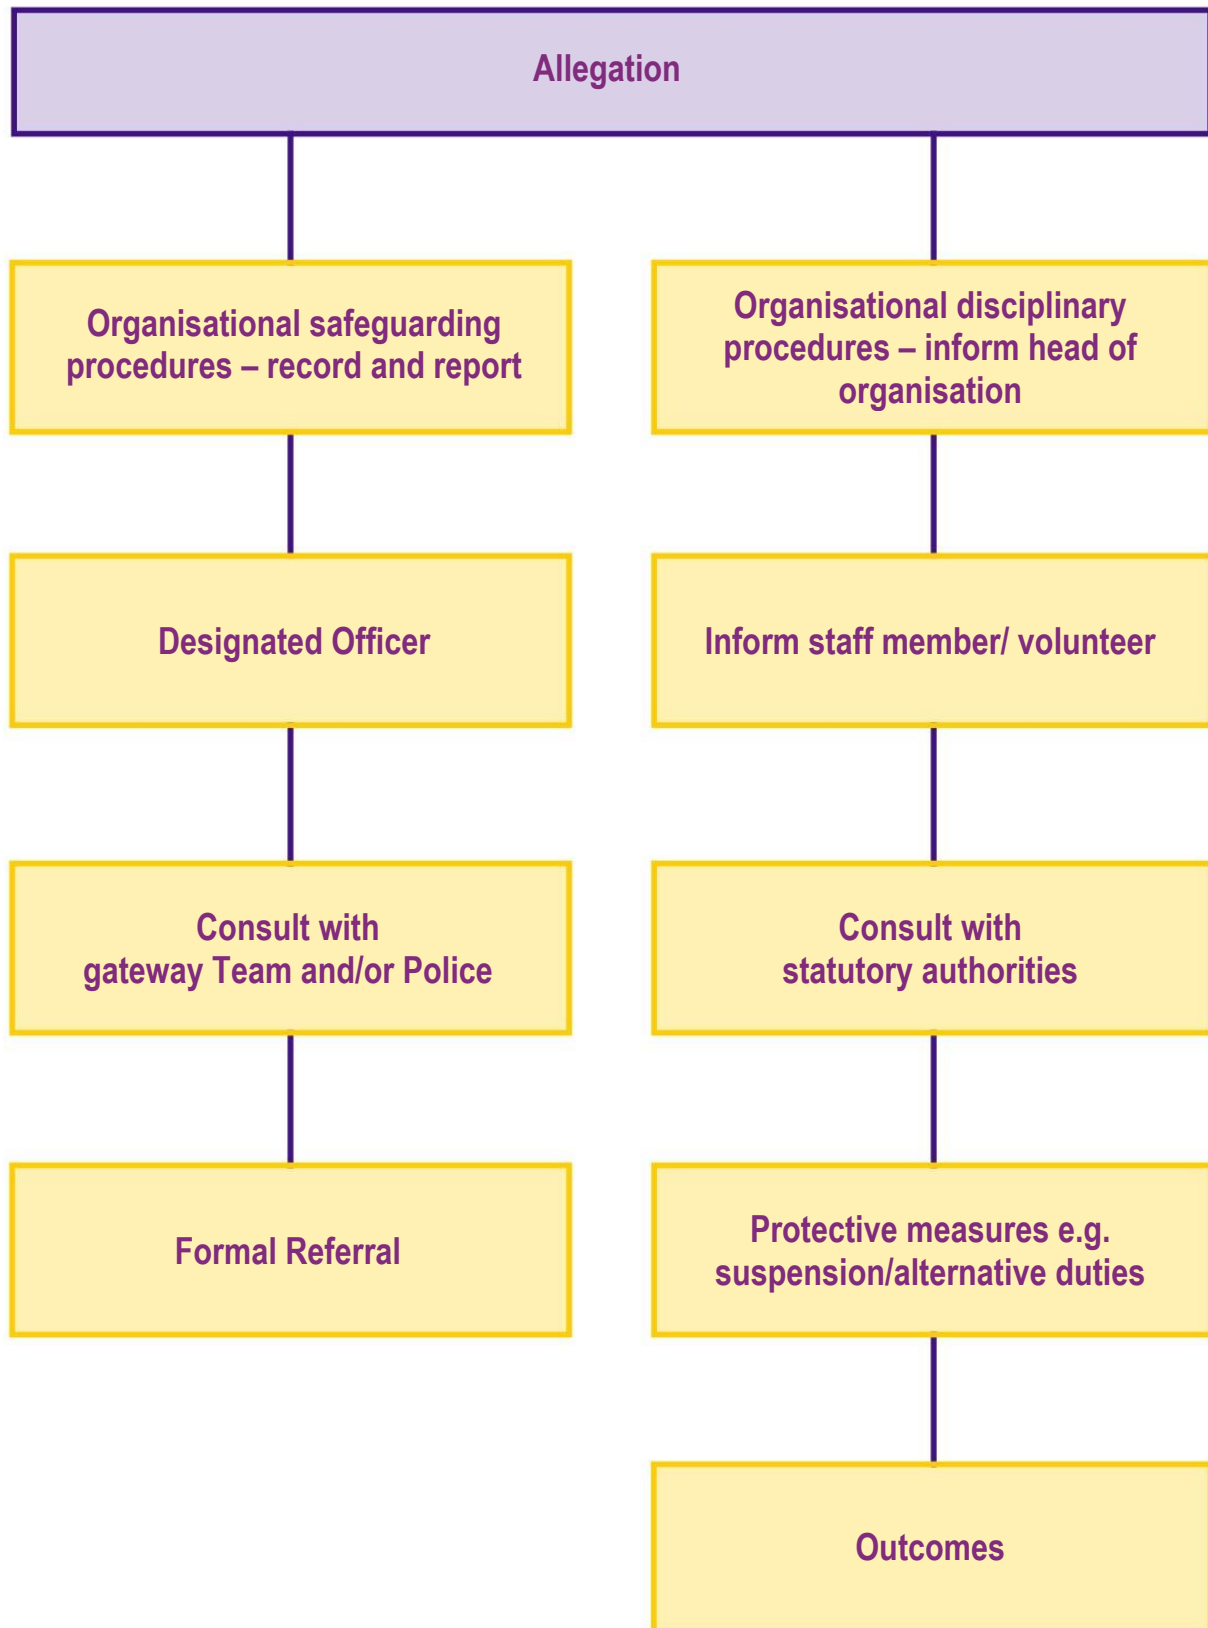 Allegation
Organisational safeguarding
procedures – record and report
Organisational disciplinary
procedures – inform head of
organisation
Designated Officer
Inform staff member/ volunteer
Consult with
gateway Team and/or Police
Consult with
statutory authorities
Formal Referral
Protective measures e.g.
suspension/alternative duties
Outcomes